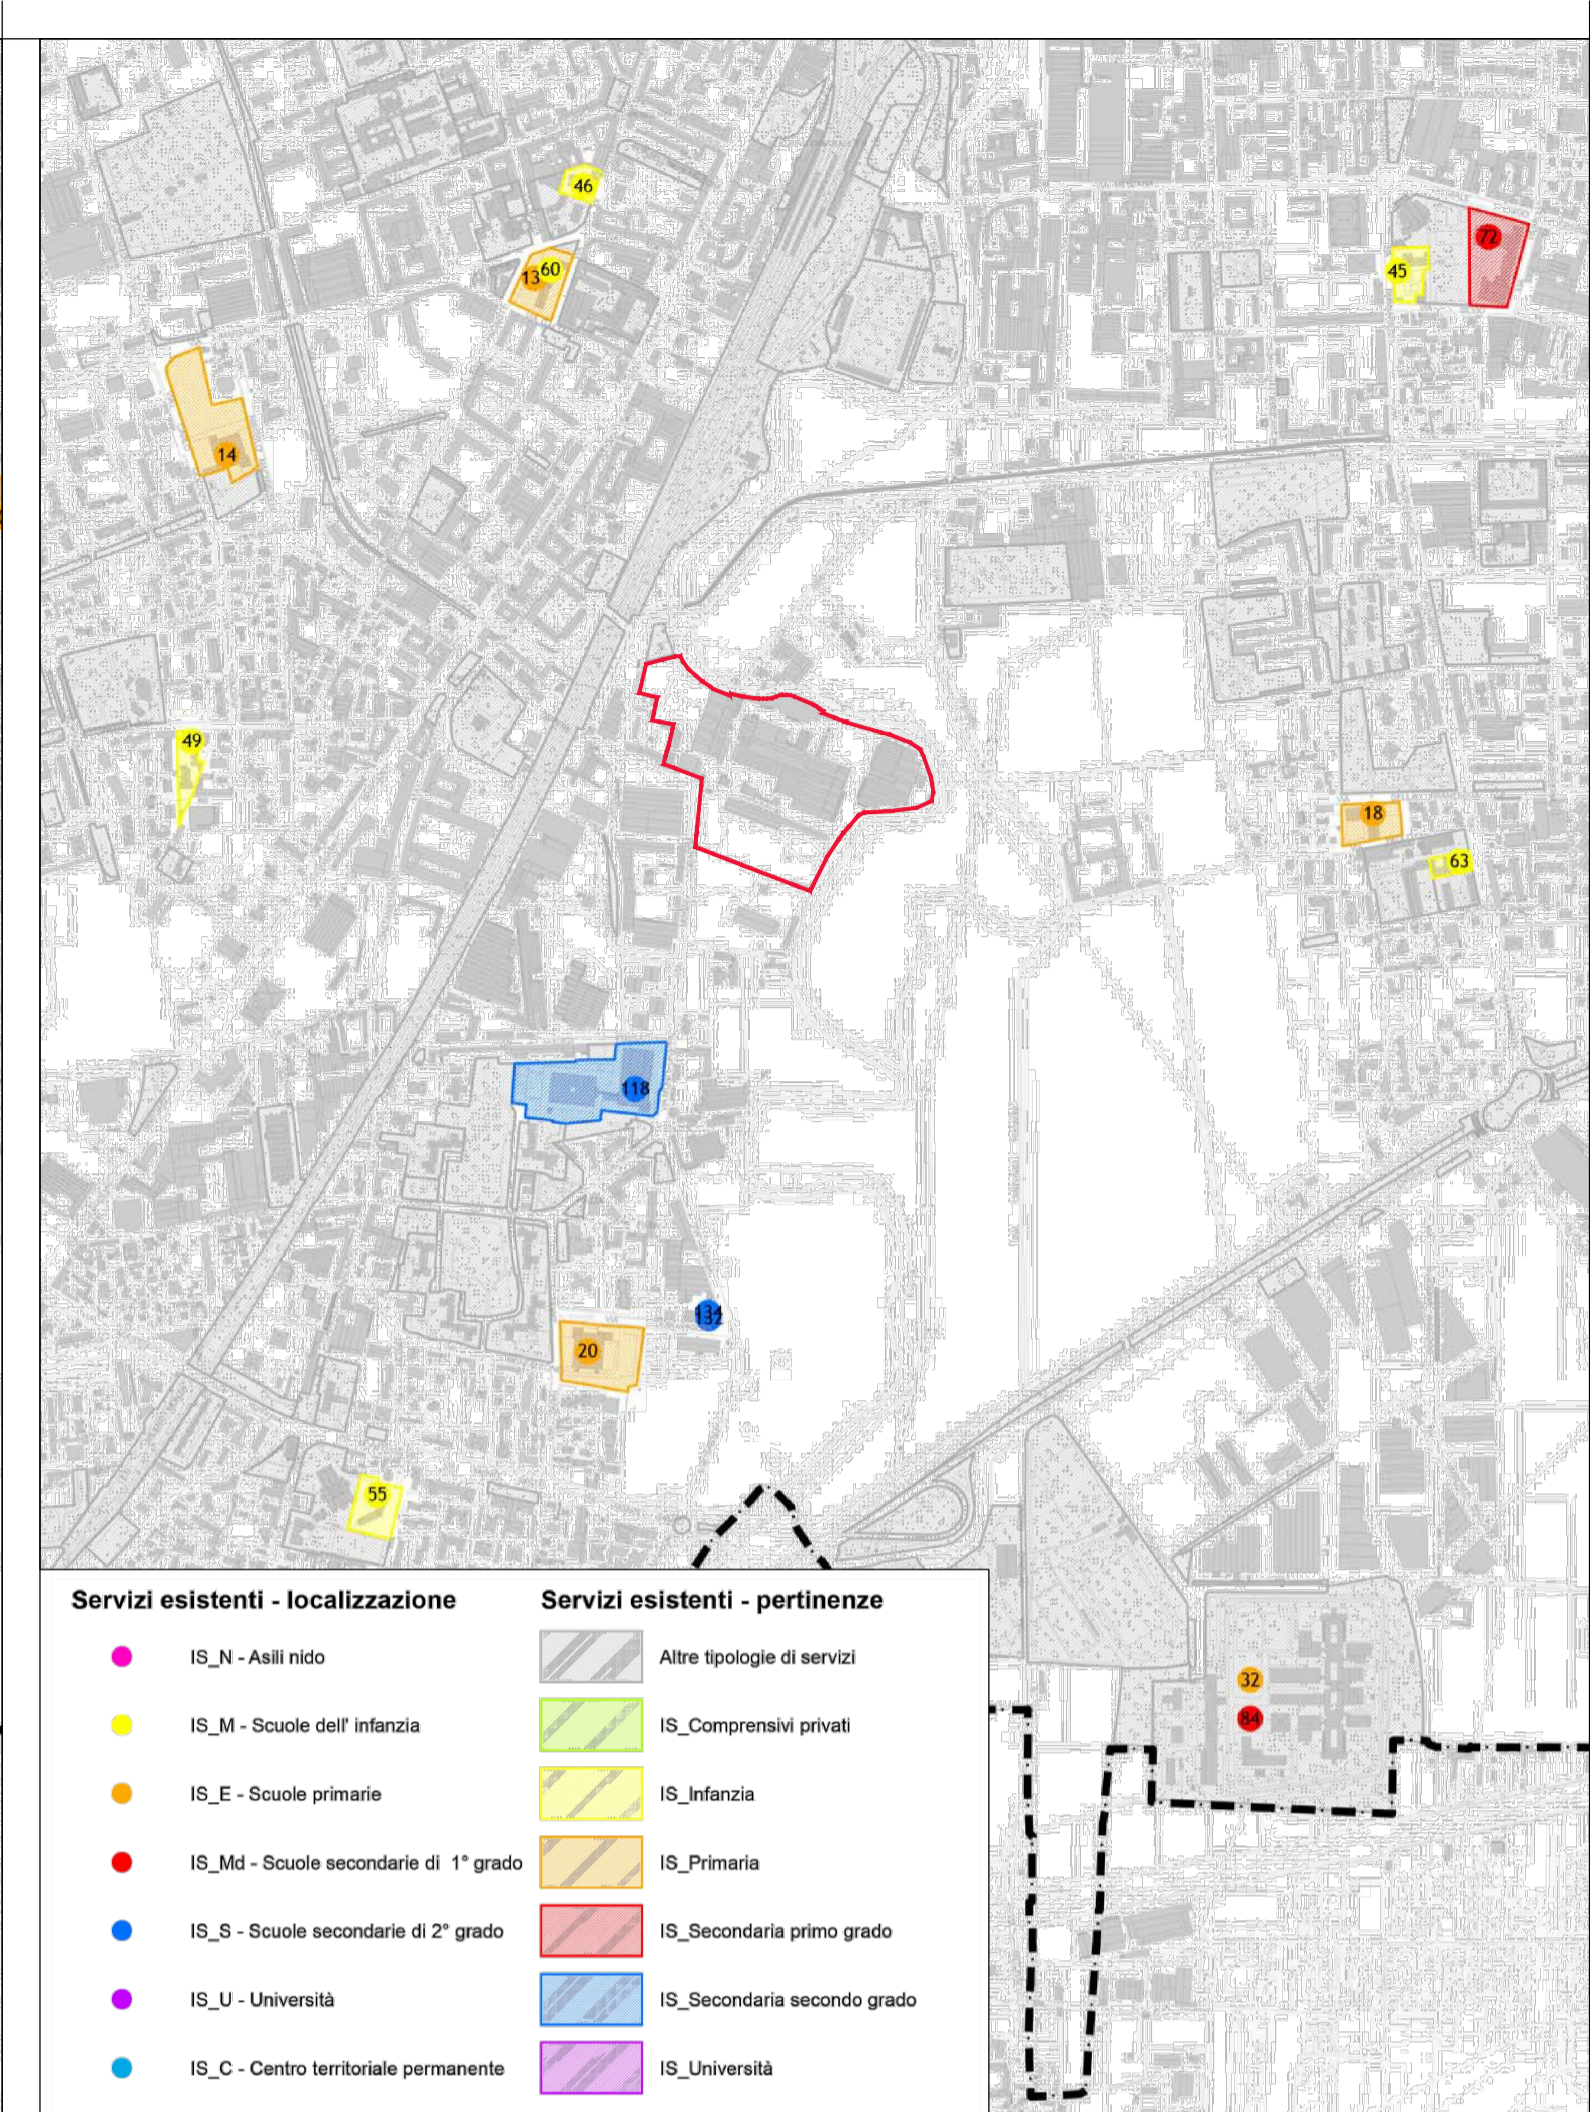 46
72
60
13
45
14
49
18
63
118
20
55
32
84
Servizi esistenti - localizzazione
IS_N - Asili nido
IS_M - Scuole dell' infanzia
IS_E - Scuole primarie
IS_Md - Scuole secondarie di 1° grado
IS_S - Scuole secondarie di 2° grado
IS_U - Università
IS_C - Centro territoriale permanente
Servizi esistenti - pertinenze
Altre tipologie di servizi
IS_Comprensivi privati
IS_Infanzia
IS_Primaria
IS_Secondaria primo grado
IS_Secondaria secondo grado
IS_Università